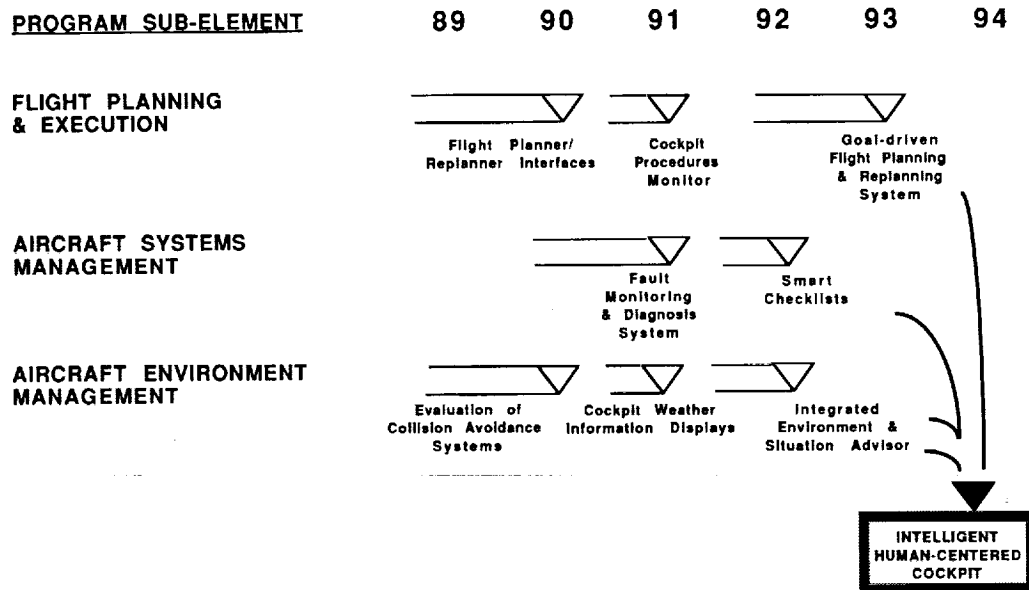 PROGRAM SUB-ELEMENT 89 90 91 92 93 94
FLIGHT PLANNING
& EXECUTION
Flight Planner/
Replanner Interfaces
Cockpit
Procedures
Monitor
Goal-driven
Flight Planning
& Replanning
System
AIRCRAFT SYSTEMS
MANAGEMENT
Fault
Monitoring
& Diagnosis
System
Smart
Checklists
AIRCRAFT ENVIRONMENT
MANAGEMENT
Evaluation of
Collision Avoidance
Systems
Cockpit Weather
Information Displays
Integrated
Environment &
Situation Advisor
INTELLIGENT
HUMAN-CENTERED
COCKPIT